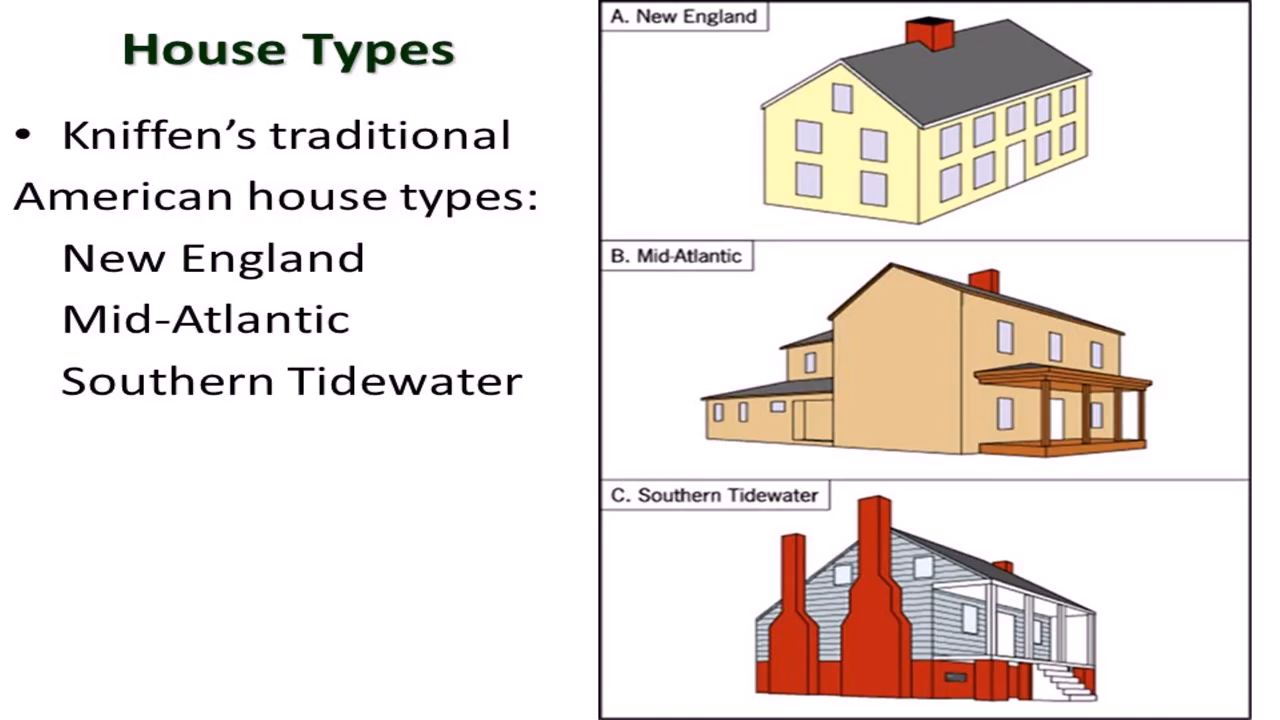 House Types
• Kniffen’s traditional
American house types:
New England
Mid-Atlantic
Southern Tidewater
A. New England
B. Mid-Atlantic
C. Southern Tidewater